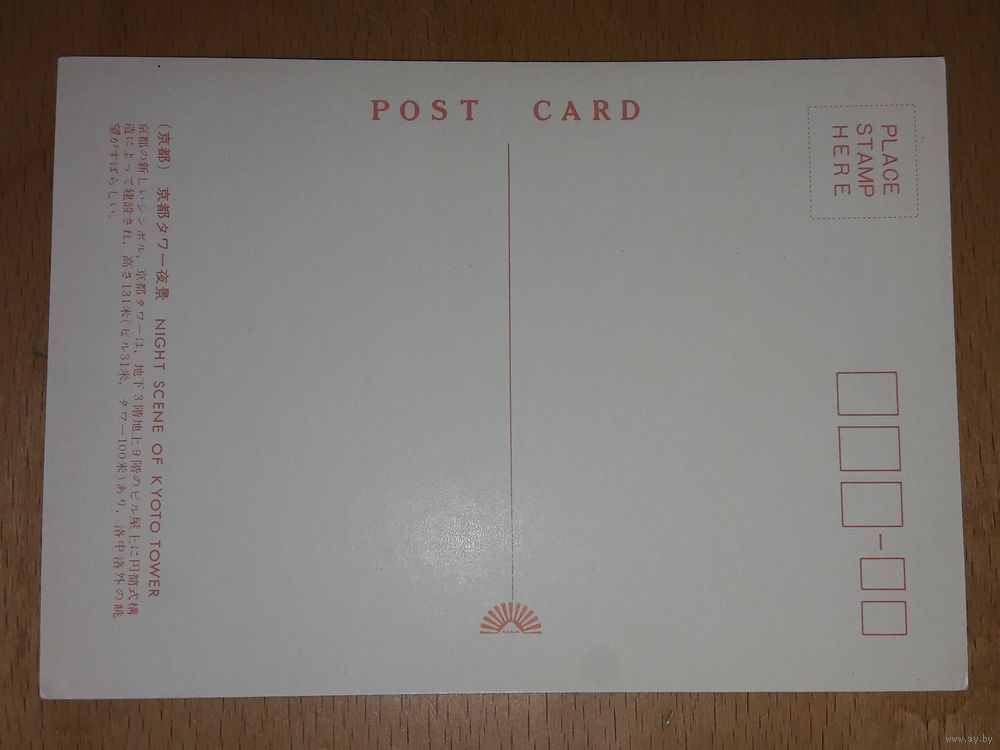 POST CARD
PLACE
STAMP
HERE
(京都) 京都タワー夜景 NIGHT SCENE OF KYOTO TOWER
京都の新しいシンボル、京都タワーは、地下3階地上9階のビル屋上に円筒式構
造によって建設され、高さ131米(ビル31米、タワー100米)あり、洛中洛外の眺
望がすばらしい。
ASAHI
www.ay.by